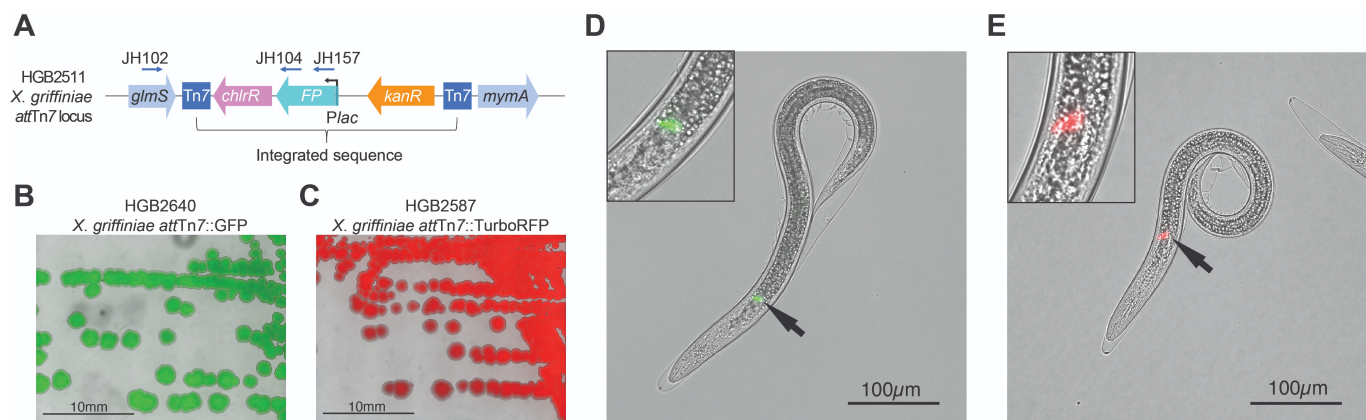 A
JH102
JH104
JH157
HGB2511
X. griffiniae
attTn7 locus
glmS
Tn7
chlrR
FP
kanR
Tn7
mymA
Plac
Integrated sequence
B
HGB2640
X. griffiniae attTn7::GFP
10mm
C
HGB2587
X. griffiniae attTn7::TurboRFP
10mm
D
100µm
E
100µm